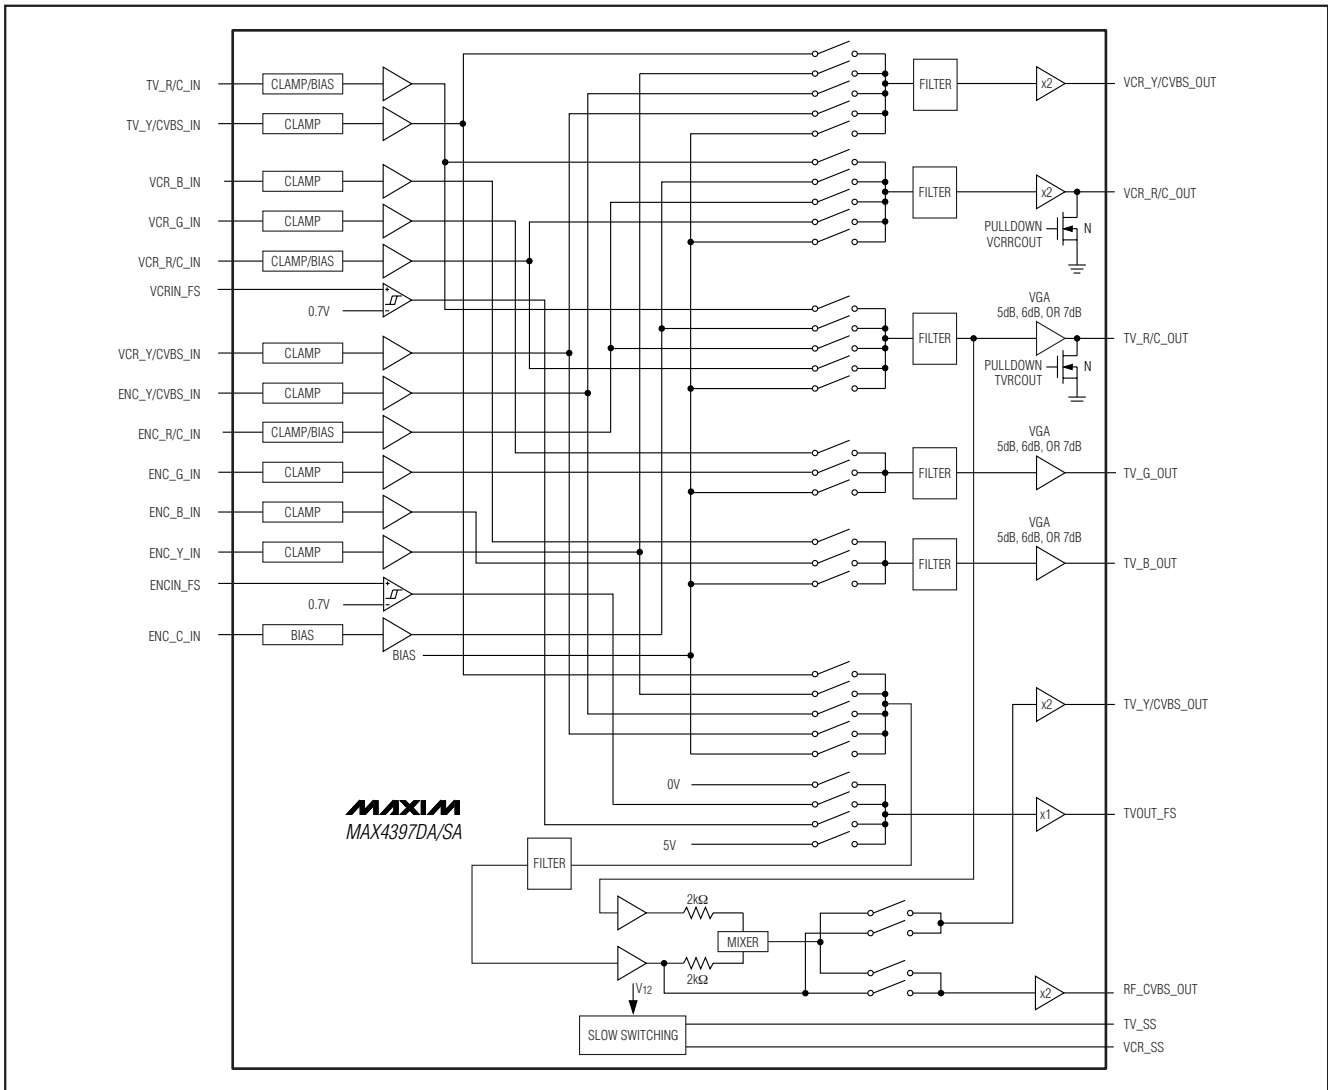 TV_R/C_IN
CLAMP/BIAS
TV_Y/CVBS_IN
CLAMP
VCR_B_IN
CLAMP
VCR_G_IN
CLAMP
VCR_R/C_IN
CLAMP/BIAS
VCRIN_FS
0.7V
+
−
VCR_Y/CVBS_IN
CLAMP
ENC_Y/CVBS_IN
CLAMP
ENC_R/C_IN
CLAMP/BIAS
ENC_G_IN
CLAMP
ENC_B_IN
CLAMP
ENC_Y_IN
CLAMP
ENCIN_FS
0.7V
+
−
ENC_C_IN
BIAS
BIAS
FILTER
x2
VCR_Y/CVBS_OUT
FILTER
x2
VCR_R/C_OUT
PULLDOWN
VCRRCOUT
N
VGA
5dB, 6dB, OR 7dB
FILTER
TV_R/C_OUT
PULLDOWN
TVRCOUT
N
VGA
5dB, 6dB, OR 7dB
FILTER
TV_G_OUT
VGA
5dB, 6dB, OR 7dB
FILTER
TV_B_OUT
x2
TV_Y/CVBS_OUT
0V
5V
x1
TVOUT_FS
MAXIM
MAX4397DA/SA
FILTER
2kΩ
MIXER
2kΩ
V12
SLOW SWITCHING
x2
RF_CVBS_OUT
TV_SS
VCR_SS